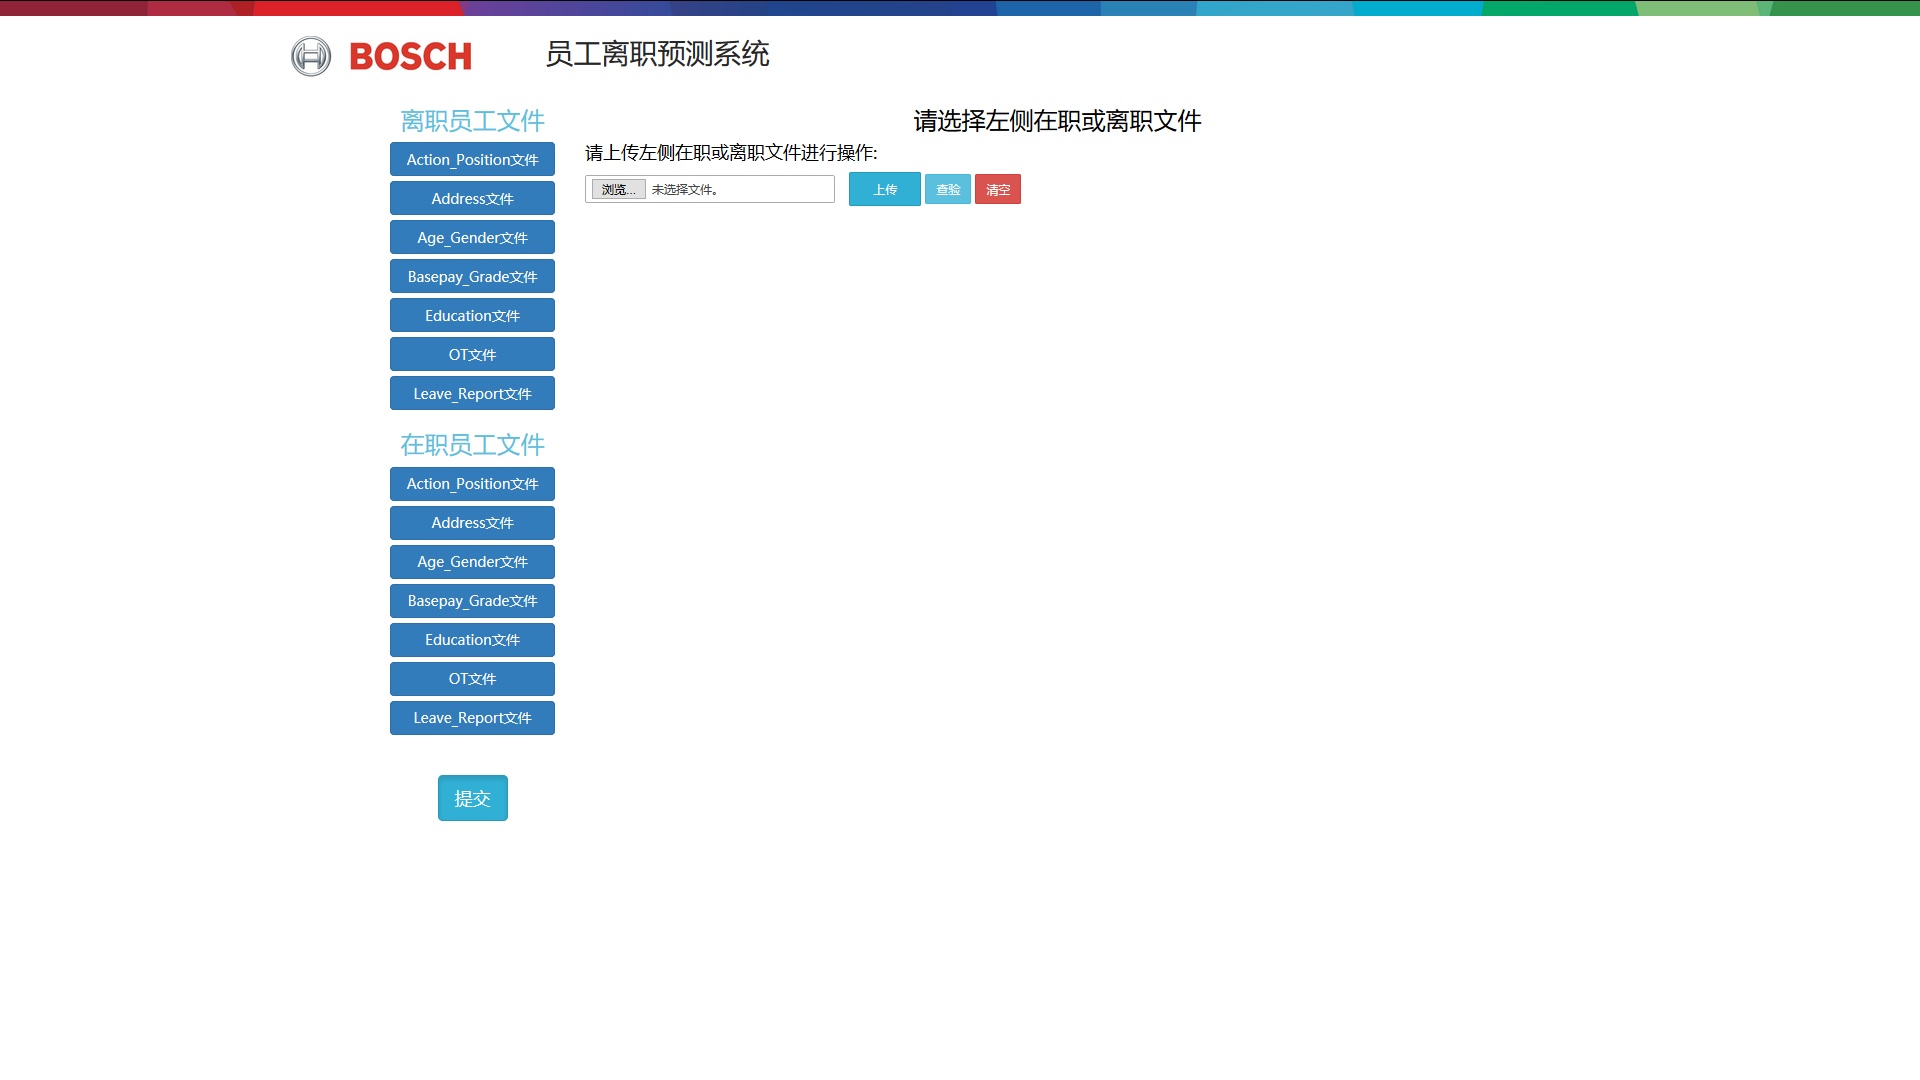 BOSCH 员工离职预测系统
离职员工文件
Action_Position文件
Address文件
Age_Gender文件
Basepay_Grade文件
Education文件
OT文件
Leave_Report文件
在职员工文件
Action_Position文件
Address文件
Age_Gender文件
Basepay_Grade文件
Education文件
OT文件
Leave_Report文件
提交
请选择左侧在职或离职文件
请上传左侧在职或离职文件进行操作:
浏览... 未选择文件。 上传 查验 清空